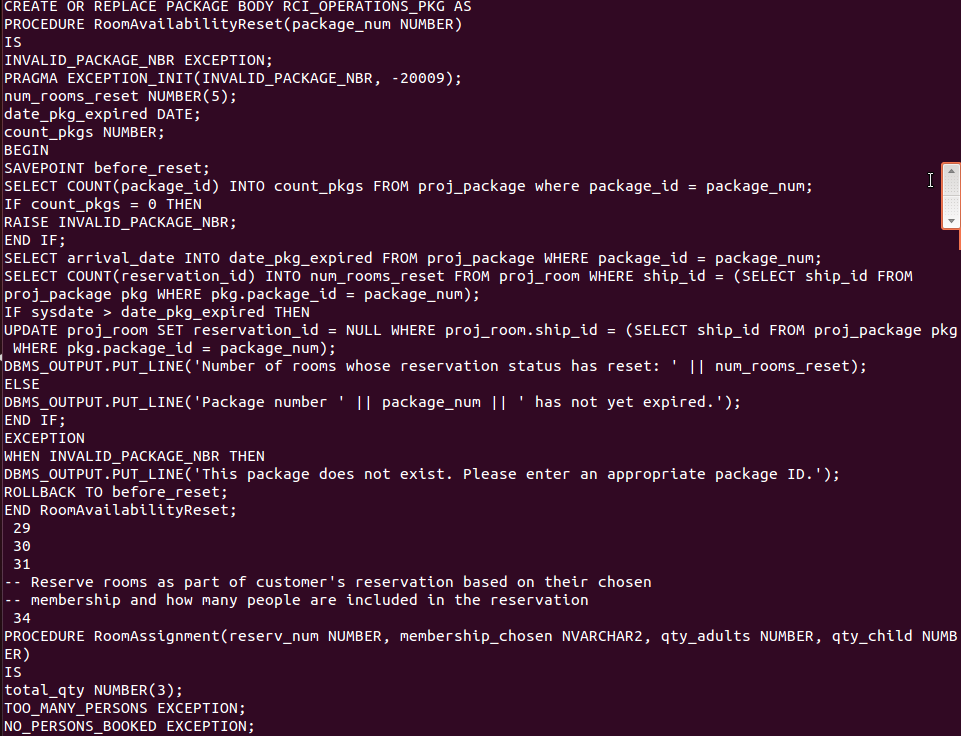 CREATE OR REPLACE PACKAGE BODY RCI_OPERATIONS_PKG AS
PROCEDURE RoomAvailabilityReset(package_num NUMBER)
IS
INVALID_PACKAGE_NBR EXCEPTION;
PRAGMA EXCEPTION_INIT(INVALID_PACKAGE_NBR, -20009);
num_rooms_reset NUMBER(5);
date_pkg_expired DATE;
count_pkgs NUMBER;
BEGIN
SAVEPOINT before_reset;
SELECT COUNT(package_id) INTO count_pkgs FROM proj_package where package_id = package_num;
IF count_pkgs = 0 THEN
RAISE INVALID_PACKAGE_NBR;
END IF;
SELECT arrival_date INTO date_pkg_expired FROM proj_package WHERE package_id = package_num;
SELECT COUNT(reservation_id) INTO num_rooms_reset FROM proj_room WHERE ship_id = (SELECT ship_id FROM
proj_package pkg WHERE pkg.package_id = package_num);
IF sysdate > date_pkg_expired THEN
UPDATE proj_room SET reservation_id = NULL WHERE proj_room.ship_id = (SELECT ship_id FROM proj_package pkg
 WHERE pkg.package_id = package_num);
DBMS_OUTPUT.PUT_LINE('Number of rooms whose reservation status has reset: ' || num_rooms_reset);
ELSE
DBMS_OUTPUT.PUT_LINE('Package number ' || package_num || ' has not yet expired.');
END IF;
EXCEPTION
WHEN INVALID_PACKAGE_NBR THEN
DBMS_OUTPUT.PUT_LINE('This package does not exist. Please enter an appropriate package ID.');
ROLLBACK TO before_reset;
END RoomAvailabilityReset;
 29
 30
 31
-- Reserve rooms as part of customer's reservation based on their chosen
-- membership and how many people are included in the reservation
 34
PROCEDURE RoomAssignment(reserv_num NUMBER, membership_chosen NVARCHAR2, qty_adults NUMBER, qty_child NUMB
ER)
IS
total_qty NUMBER(3);
TOO_MANY_PERSONS EXCEPTION;
NO_PERSONS_BOOKED EXCEPTION;